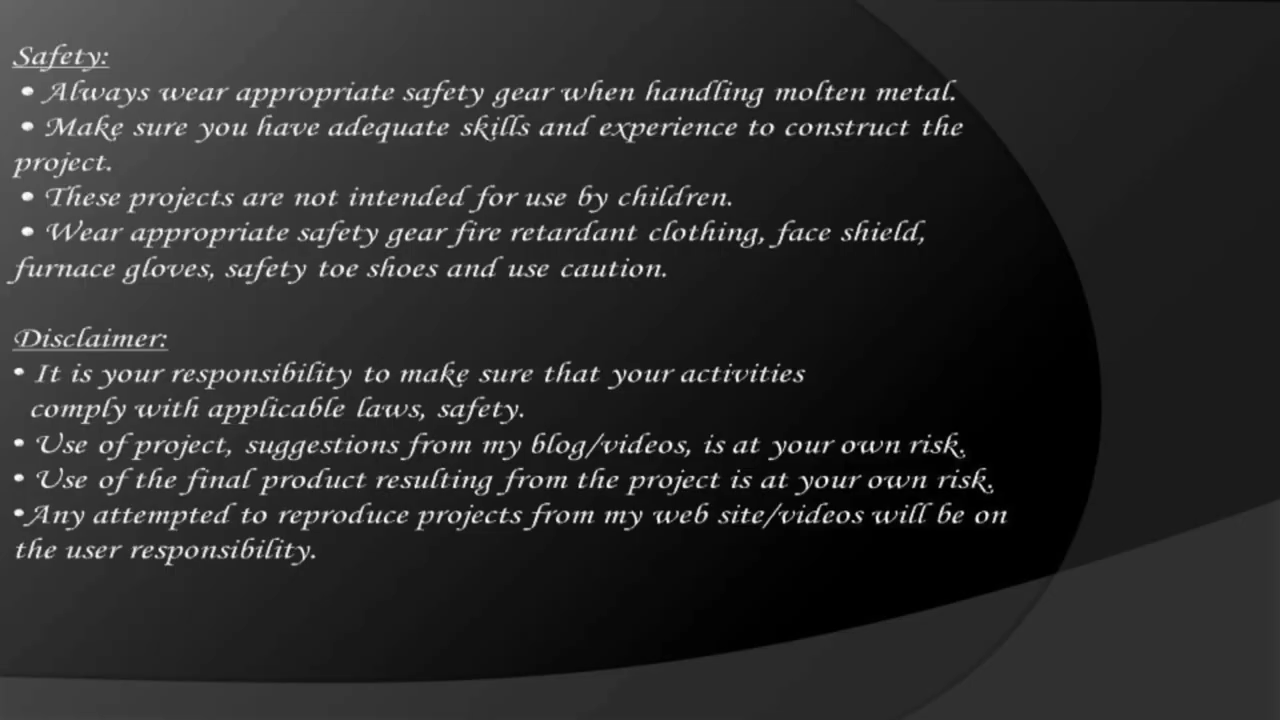 Safety:
• Always wear appropriate safety gear when handling molten metal.
• Make sure you have adequate skills and experience to construct the
project.
• These projects are not intended for use by children.
• Wear appropriate safety gear fire retardant clothing, face shield,
furnace gloves, safety toe shoes and use caution.
Disclaimer:
• It is your responsibility to make sure that your activities
comply with applicable laws, safety.
• Use of project, suggestions from my blog/videos, is at your own risk.
• Use of the final product resulting from the project is at your own risk.
•Any attempted to reproduce projects from my web site/videos will be on
the user responsibility.